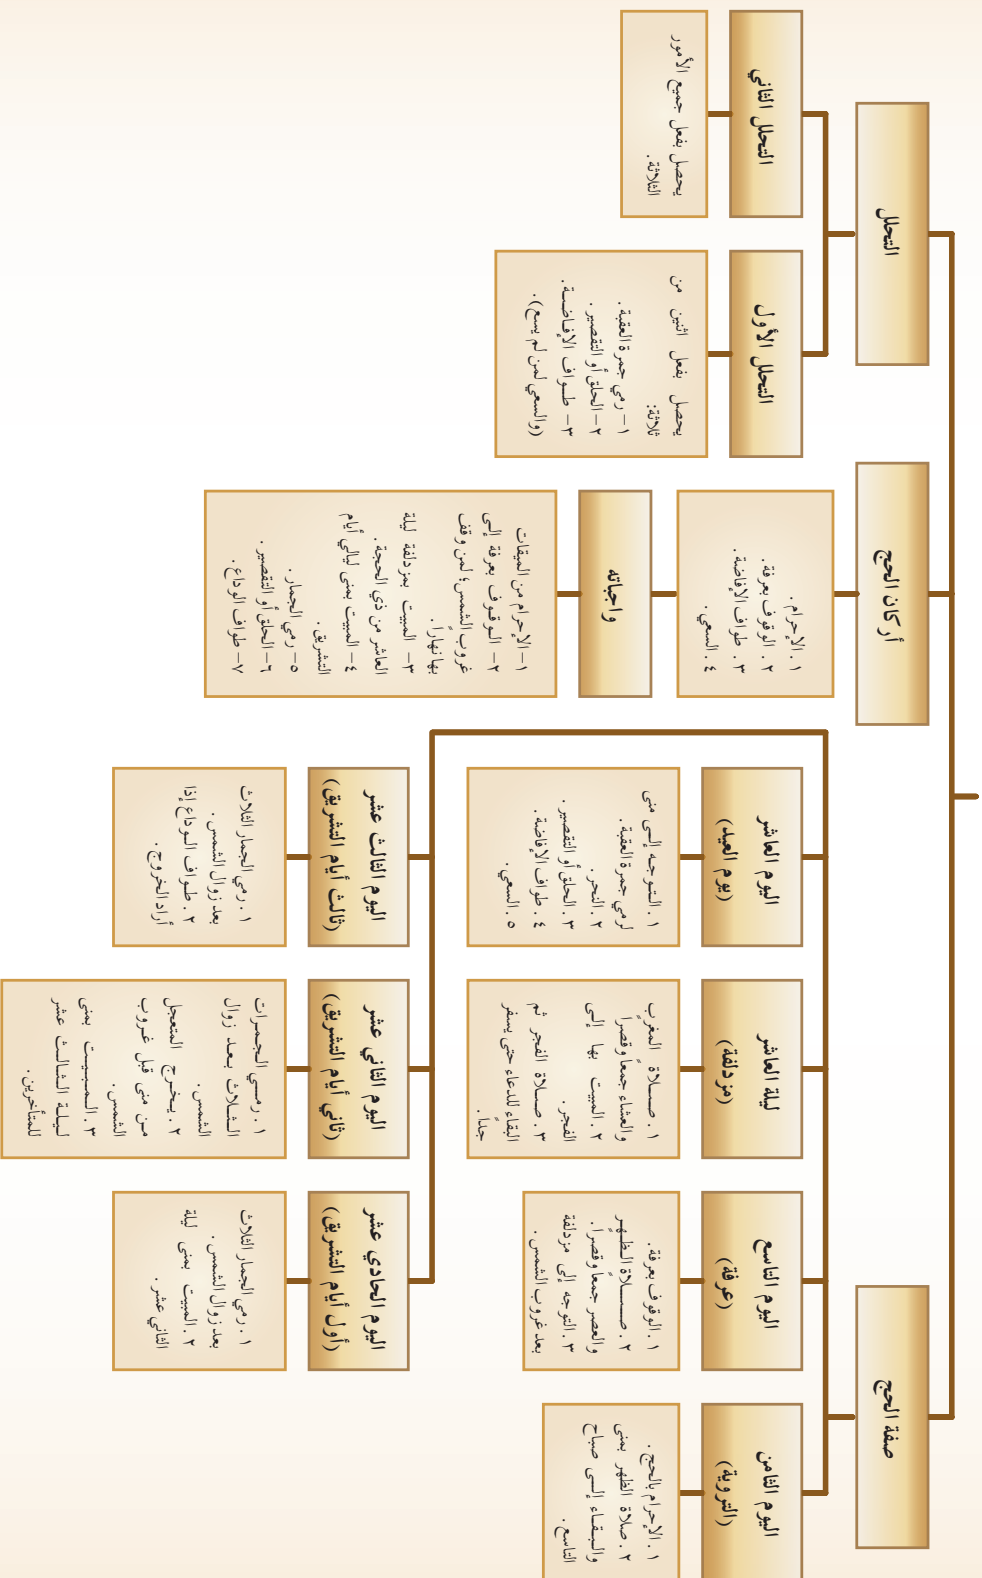 صفة الحج
اليوم الثامن
(التروية)
١. الإحرام بالحج.
٢. صلاة الظهر بمنى
والبقاء إلى صباح
التاسع.
اليوم التاسع
(عرفة)
١. الوقوف بعرفة.
٢. صلاة الظهر
والعصر جمعاً وقصراً.
٣. التوجه إلى مزدلفة
بعد غروب الشمس.
ليلة العاشر
(مزدلفة)
١. صلاة المغرب
والعشاء جمعاً وقصراً
٢. المبيت بها إلى
الفجر.
٣. صلاة الفجر ثم
البقاء للدعاء حتى يسفر
جداً.
اليوم العاشر
(يوم العيد)
١. التوجه إلى منى
لرمي جمرة العقبة.
٢. النحر.
٣. الحلق أو التقصير.
٤. طواف الإفاضة.
٥. السعي.
اليوم الحادي عشر
(أول أيام التشريق)
١. رمي الجمار الثلاث
بعد زوال الشمس.
٢. المبيت بمنى ليلة
الثاني عشر.
اليوم الثاني عشر
(ثاني أيام التشريق)
١. رمي الجمرات
الثلاث بعد زوال
الشمس.
٢. يخرج المتعجل
من منى قبل غروب
الشمس.
٣. المبيت بمنى
ليلة الثالث عشر
للمتأخرين.
اليوم الثالث عشر
(ثالث أيام التشريق)
١. رمي الجمار الثلاث
بعد زوال الشمس.
٢. طواف الوداع إذا
أراد الخروج.
أركان الحج
١. الإحرام.
٢. الوقوف بعرفة.
٣. طواف الإفاضة.
٤. السعي.
واجباته
١- الإحرام من الميقات
٢- الوقوف بعرفة إلى
غروب الشمس؛ لمن وقف
بها نهاراً.
٣- المبيت بمزدلفة ليلة
العاشر من ذي الحجة.
٤- المبيت بمنى ليالي أيام
التشريق.
٥- رمي الجمار.
٦- الحلق أو التقصير.
٧- طواف الوداع.
التحلل
التحلل الأول
يحصل بفعل اثنين من
ثلاثة:
١- رمي جمرة العقبة.
٢- الحلق أو التقصير.
٣- طواف الإفاضة.
(والسعي لمن لم يسع).
التحلل الثاني
يحصل بفعل جميع الأمور
الثلاثة.